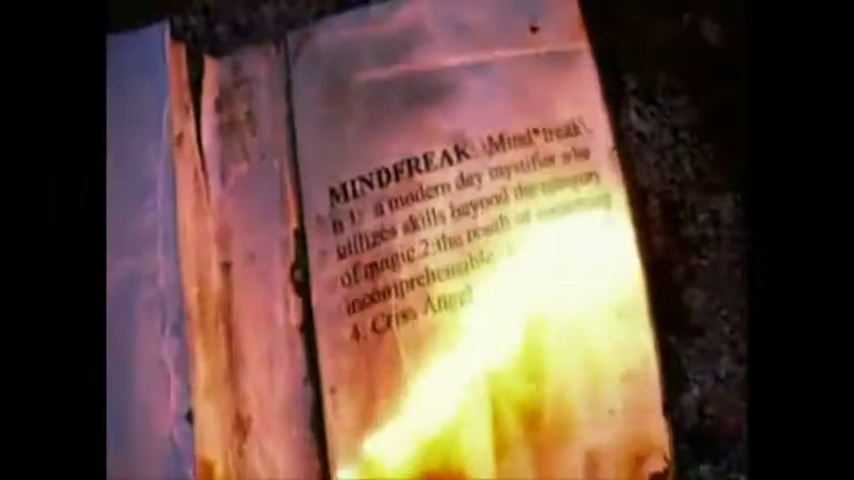 MINDFREAK \Mind*freak\
n 1: a modern day mystifier who
utilizes skills beyond the category
of magic 2: the result of
incomprehensible
4. Criss Angel